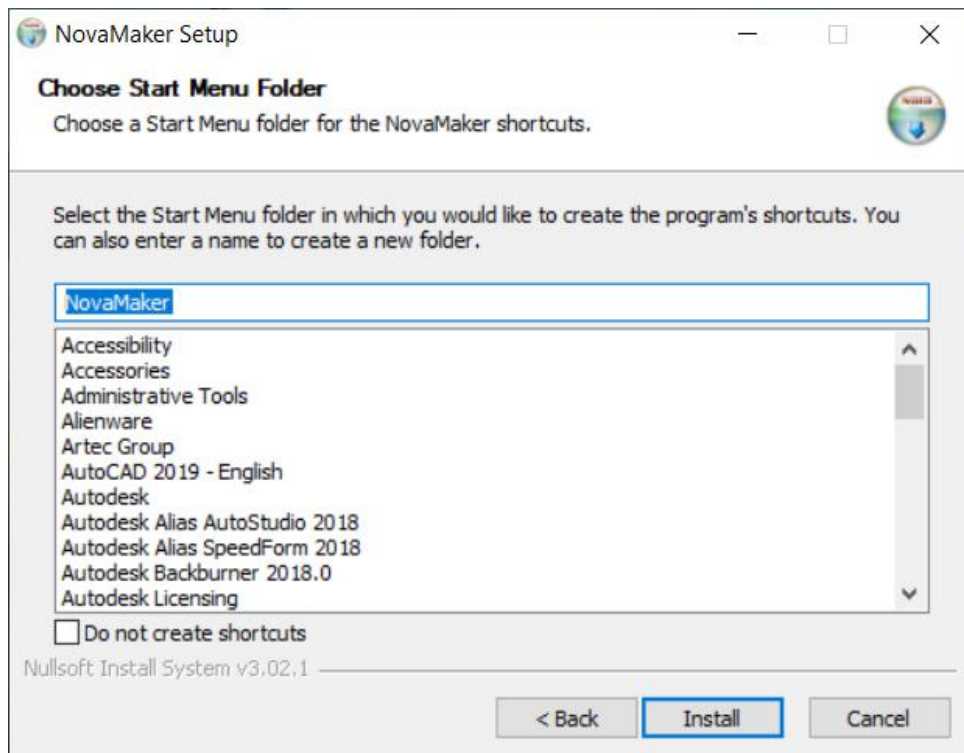 NovaMaker Setup
Choose Start Menu Folder
Choose a Start Menu folder for the NovaMaker shortcuts.
Select the Start Menu folder in which you would like to create the program's shortcuts. You
can also enter a name to create a new folder.
NovaMaker
Accessibility
Accessories
Administrative Tools
Alienware
Artec Group
AutoCAD 2019 - English
Autodesk
Autodesk Alias AutoStudio 2018
Autodesk Alias SpeedForm 2018
Autodesk Backburner 2018.0
Autodesk Licensing
Do not create shortcuts
Nullsoft Install System v3.02.1
< Back
Install
Cancel